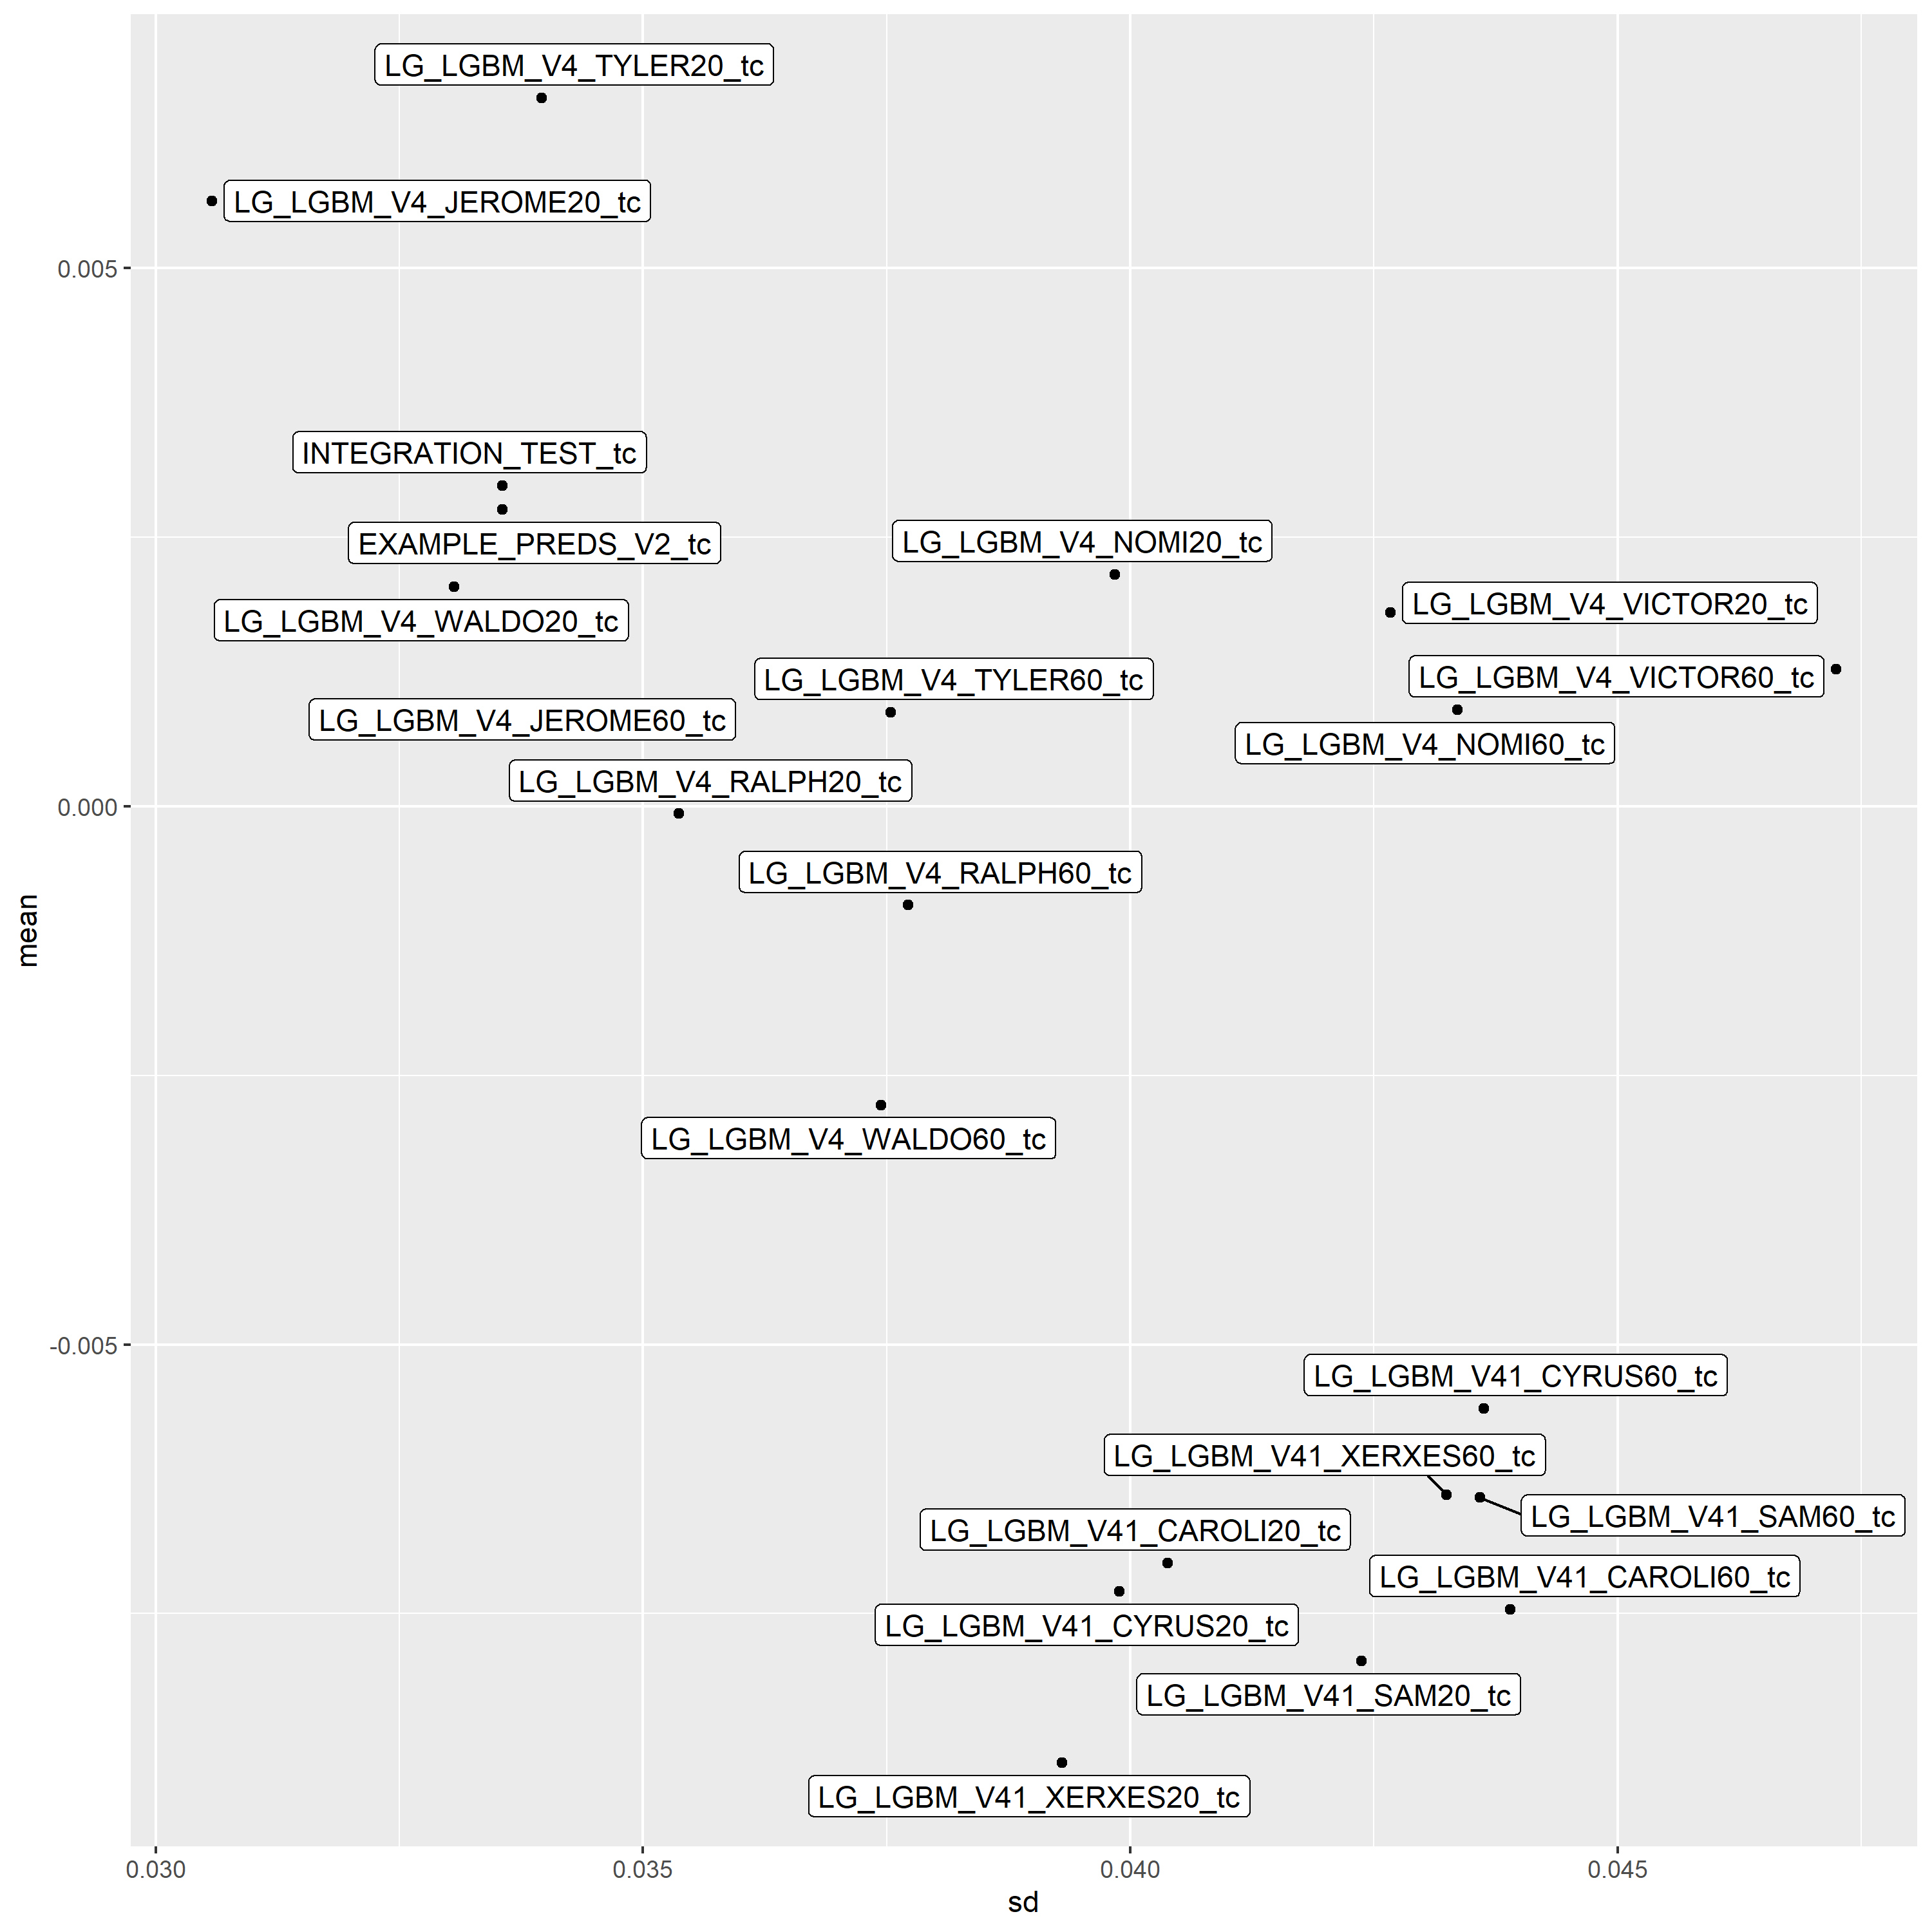 LG_LGBM_V4_TYLER20_tc
LG_LGBM_V4_JEROME20_tc
0.005
INTEGRATION_TEST_tc
EXAMPLE_PREDS_V2_tc
LG_LGBM_V4_NOMI20_tc
LG_LGBM_V4_VICTOR20_tc
LG_LGBM_V4_WALDO20_tc
LG_LGBM_V4_TYLER60_tc
LG_LGBM_V4_VICTOR60_tc
LG_LGBM_V4_JEROME60_tc
LG_LGBM_V4_NOMI60_tc
LG_LGBM_V4_RALPH20_tc
0.000
LG_LGBM_V4_RALPH60_tc
mean
LG_LGBM_V4_WALDO60_tc
-0.005
LG_LGBM_V41_CYRUS60_tc
LG_LGBM_V41_XERXES60_tc
LG_LGBM_V41_SAM60_tc
LG_LGBM_V41_CAROLI20_tc
LG_LGBM_V41_CAROLI60_tc
LG_LGBM_V41_CYRUS20_tc
LG_LGBM_V41_SAM20_tc
LG_LGBM_V41_XERXES20_tc
0.030 0.035 0.040 0.045
sd